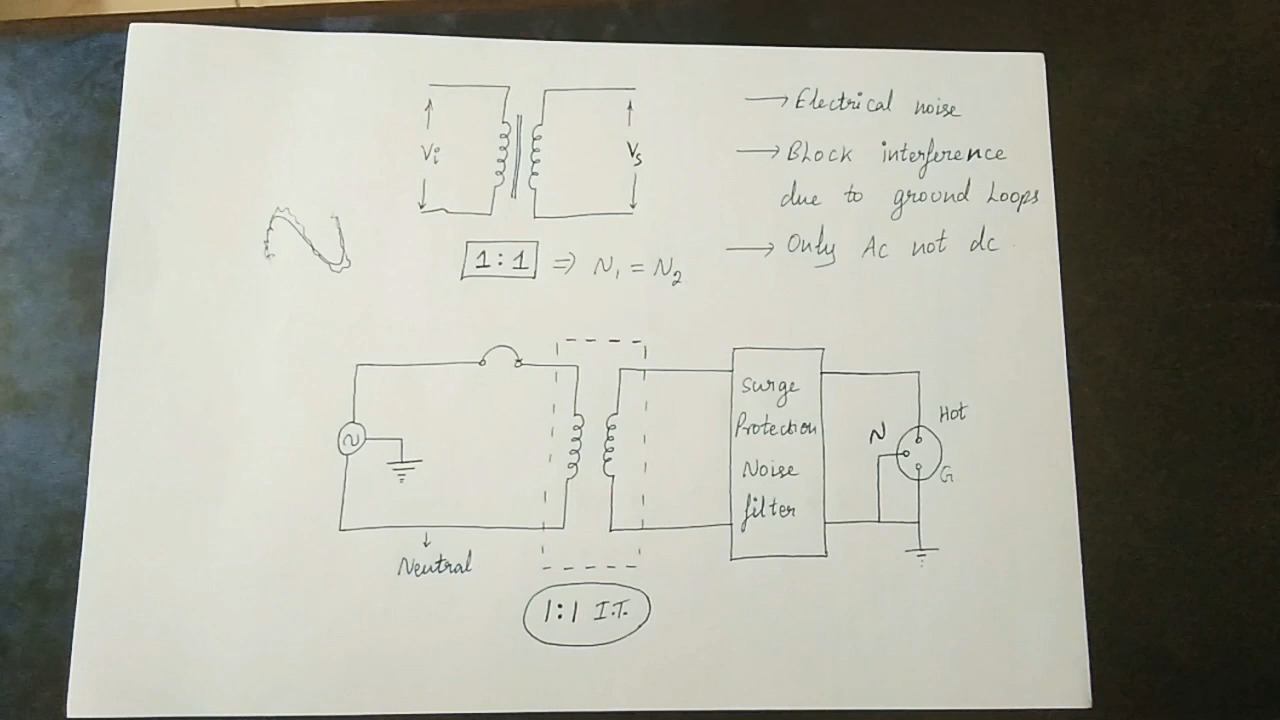 → Electrical noise
→ Block interference
due to ground Loops
→ Only Ac not dc
Vi
Vs
1:1 ⇒ N1 = N2
Surge
Protection
Noise
filter
Hot
N
G
Neutral
1:1 I.T.